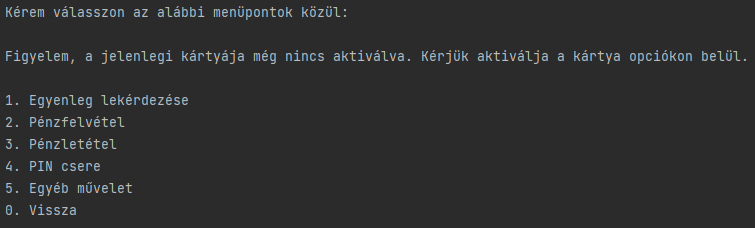 Kérem válasszon az alábbi menüpontok közül:
Figyelem, a jelenlegi kártyája még nincs aktiválva. Kérjük aktiválja a kártya opciókon belül.
1. Egyenleg lekérdezése
2. Pénzfelvétel
3. Pénzletétel
4. PIN csere
5. Egyéb művelet
0. Vissza